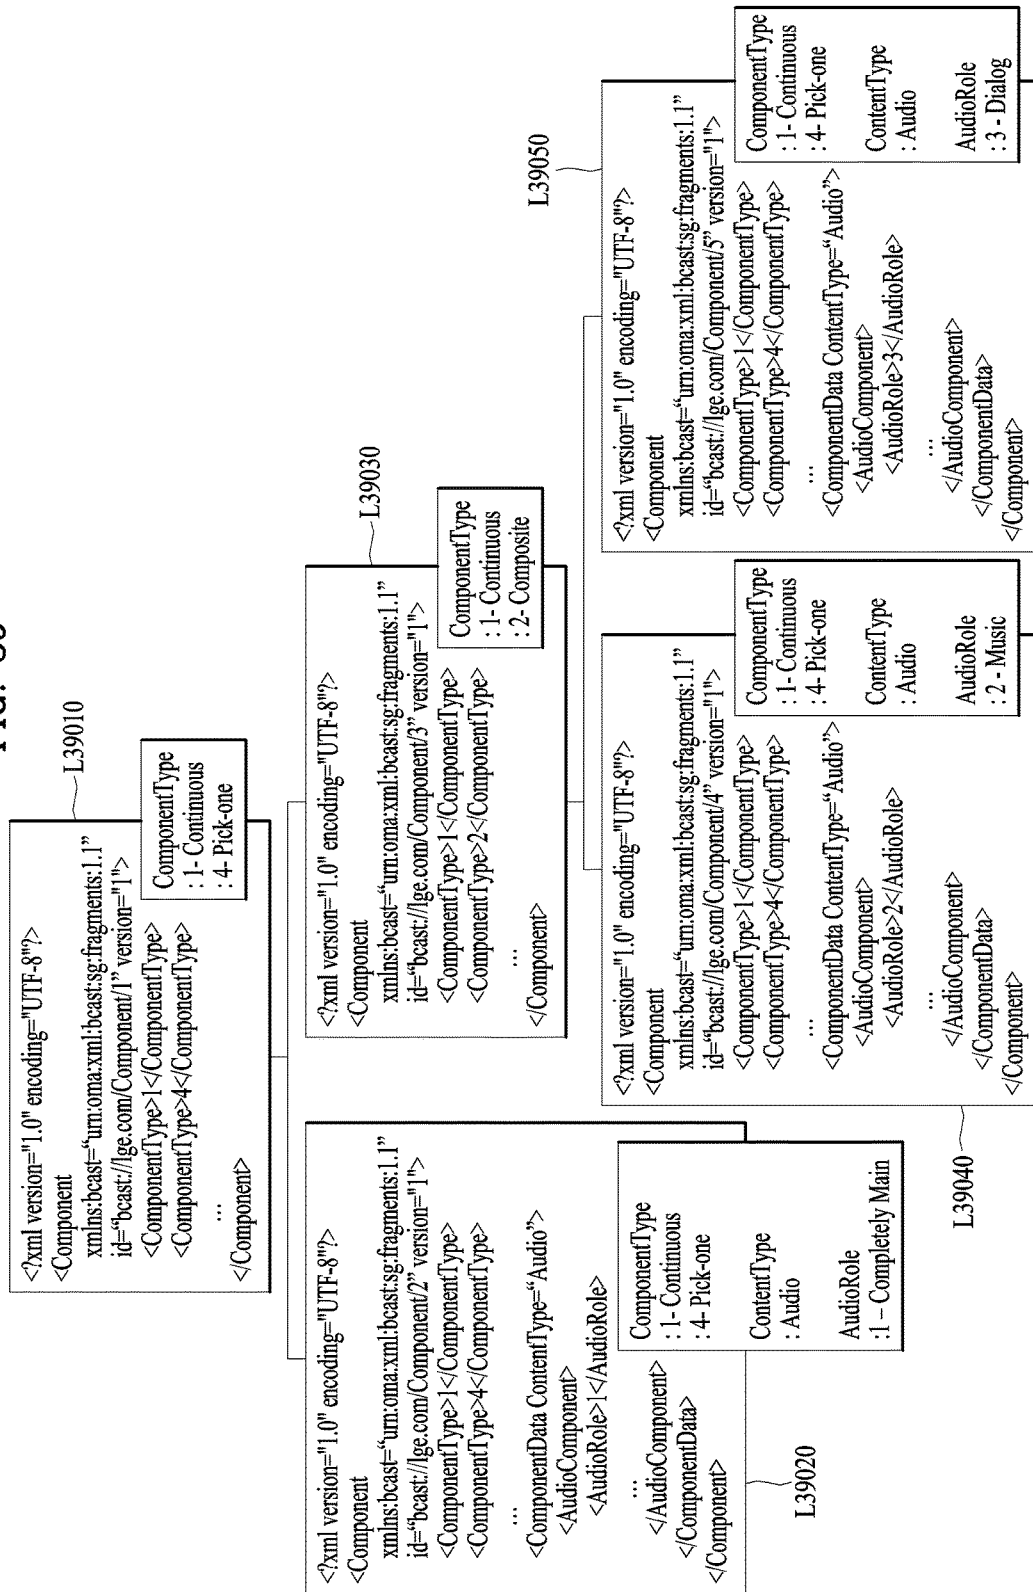 L39010
<?xml version="1.0" encoding="UTF-8"?>
<Component
xmlns:bcast="urn:oma:xml:bcast:sg:fragments:1.1”
id=“bcast://lge.com/Component/1” version="1">
<ComponentType>1</ComponentType>
<ComponentType>4</ComponentType>
...
</Component>
ComponentType
: 1- Continuous
: 4- Pick-one
<?xml version="1.0" encoding="UTF-8"?>
<Component
xmlns:bcast=“urn:oma:xml:bcast:sg:fragments:1.1”
id=“bcast://lge.com/Component/2” version="1">
<ComponentType>1</ComponentType>
<ComponentType>4</ComponentType>
...
<ComponentData ContentType=“Audio”>
<AudioComponent>
<AudioRole>1</AudioRole>
...
</AudioComponent>
</ComponentData>
</Component>
ComponentType
: 1- Continuous
: 4- Pick-one
ContentType
: Audio
AudioRole
:1 – Completely Main
L39020
L39030
<?xml version="1.0" encoding="UTF-8"?>
<Component
xmlns:bcast=“urn:oma:xml:bcast:sg:fragments:1.1”
id=“bcast://lge.com/Component/3” version="1">
<ComponentType>1</ComponentType>
<ComponentType>2</ComponentType>
...
</Component>
ComponentType
: 1- Continuous
: 2- Composite
<?xml version="1.0" encoding="UTF-8"?>
<Component
xmlns:bcast=“urn:oma:xml:bcast:sg:fragments:1.1”
id=“bcast://lge.com/Component/4” version="1">
<ComponentType>1</ComponentType>
<ComponentType>4</ComponentType>
...
<ComponentData ContentType=“Audio”>
<AudioComponent>
<AudioRole>2</AudioRole>
...
</AudioComponent>
</ComponentData>
</Component>
ComponentType
: 1- Continuous
: 4- Pick-one
ContentType
: Audio
AudioRole
: 2 - Music
L39040
L39050
<?xml version="1.0" encoding="UTF-8"?>
<Component
xmlns:bcast=“urn:oma:xml:bcast:sg:fragments:1.1”
id=“bcast://lge.com/Component/5” version="1">
<ComponentType>1</ComponentType>
<ComponentType>4</ComponentType>
...
<ComponentData ContentType=“Audio”>
<AudioComponent>
<AudioRole>3</AudioRole>
...
</AudioComponent>
</ComponentData>
</Component>
ComponentType
: 1- Continuous
: 4- Pick-one
ContentType
: Audio
AudioRole
: 3 - Dialog